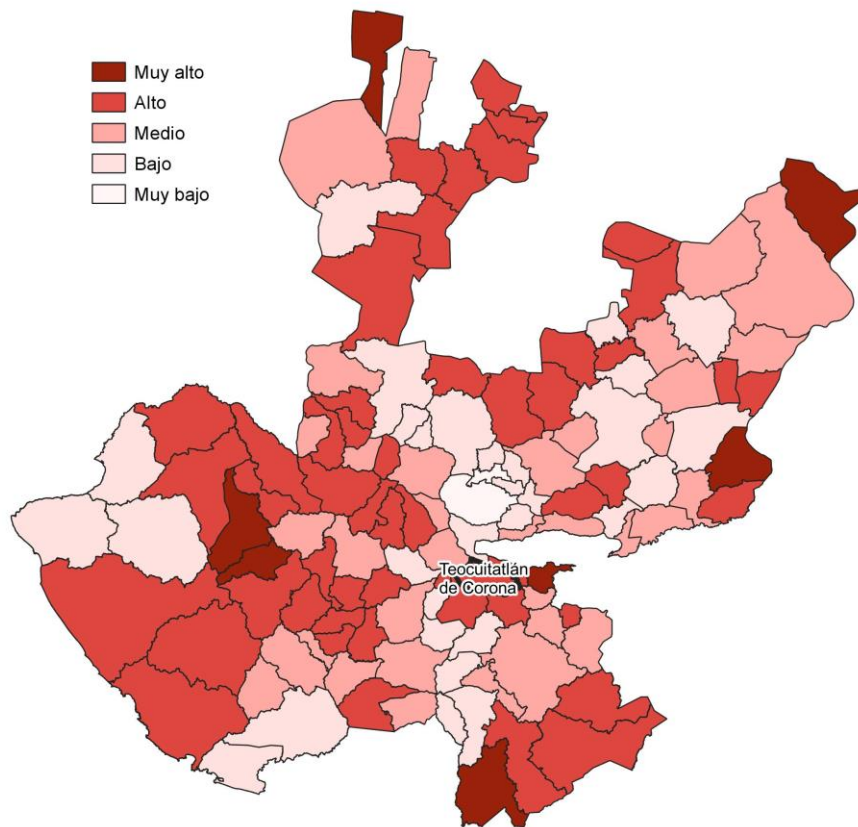 Muy alto
Alto
Medio
Bajo
Muy bajo
Teocuitatlán
de Corona